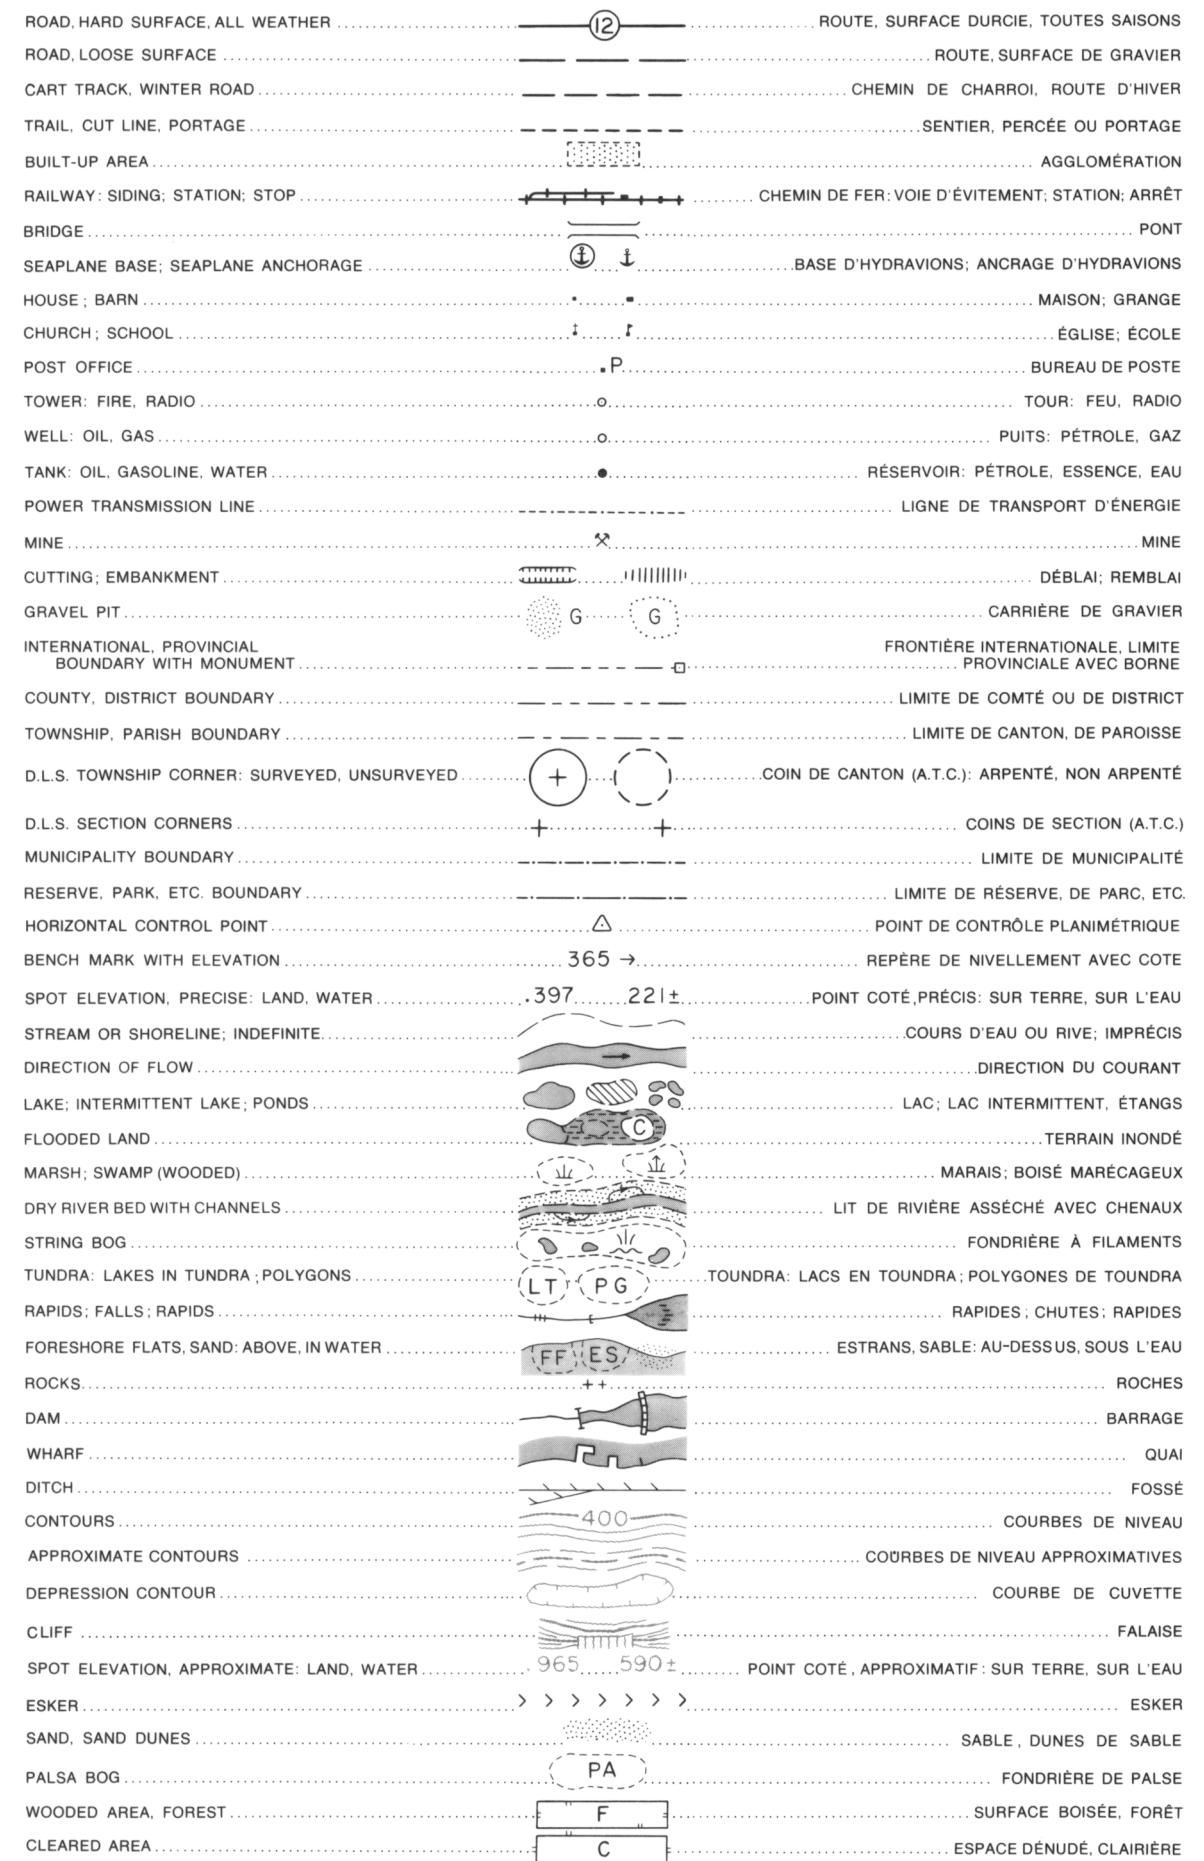 ROAD, HARD SURFACE, ALL WEATHER 12 ROUTE, SURFACE DURCIE, TOUTES SAISONS
ROAD, LOOSE SURFACE ROUTE, SURFACE DE GRAVIER
CART TRACK, WINTER ROAD CHEMIN DE CHARROI, ROUTE D'HIVER
TRAIL, CUT LINE, PORTAGE SENTIER, PERCÉE OU PORTAGE
BUILT-UP AREA AGGLOMÉRATION
RAILWAY: SIDING; STATION; STOP CHEMIN DE FER: VOIE D'ÉVITEMENT; STATION; ARRÊT
BRIDGE PONT
SEAPLANE BASE; SEAPLANE ANCHORAGE BASE D'HYDRAVIONS; ANCRAGE D'HYDRAVIONS
HOUSE; BARN MAISON; GRANGE
CHURCH; SCHOOL ÉGLISE; ÉCOLE
POST OFFICE P BUREAU DE POSTE
TOWER: FIRE, RADIO TOUR: FEU, RADIO
WELL: OIL, GAS PUITS: PÉTROLE, GAZ
TANK: OIL, GASOLINE, WATER RÉSERVOIR: PÉTROLE, ESSENCE, EAU
POWER TRANSMISSION LINE LIGNE DE TRANSPORT D'ÉNERGIE
MINE MINE
CUTTING; EMBANKMENT DÉBLAI; REMBLAI
GRAVEL PIT G G CARRIÈRE DE GRAVIER
INTERNATIONAL, PROVINCIAL FRONTIÈRE INTERNATIONALE, LIMITE
BOUNDARY WITH MONUMENT PROVINCIALE AVEC BORNE
COUNTY, DISTRICT BOUNDARY LIMITE DE COMTÉ OU DE DISTRICT
TOWNSHIP, PARISH BOUNDARY LIMITE DE CANTON, DE PAROISSE
D.L.S. TOWNSHIP CORNER: SURVEYED, UNSURVEYED COIN DE CANTON (A.T.C.): ARPENTÉ, NON ARPENTÉ
D.L.S. SECTION CORNERS COINS DE SECTION (A.T.C.)
MUNICIPALITY BOUNDARY LIMITE DE MUNICIPALITÉ
RESERVE, PARK, ETC. BOUNDARY LIMITE DE RÉSERVE, DE PARC, ETC.
HORIZONTAL CONTROL POINT POINT DE CONTRÔLE PLANIMÉTRIQUE
BENCH MARK WITH ELEVATION 365 → REPÈRE DE NIVELLEMENT AVEC COTE
SPOT ELEVATION, PRECISE: LAND, WATER .397 221± POINT COTÉ, PRÉCIS: SUR TERRE, SUR L'EAU
STREAM OR SHORELINE; INDEFINITE COURS D'EAU OU RIVE; IMPRÉCIS
DIRECTION OF FLOW DIRECTION DU COURANT
LAKE; INTERMITTENT LAKE; PONDS LAC; LAC INTERMITTENT, ÉTANGS
FLOODED LAND C TERRAIN INONDÉ
MARSH; SWAMP (WOODED) MARAIS; BOISÉ MARÉCAGEUX
DRY RIVER BED WITH CHANNELS LIT DE RIVIÈRE ASSÉCHÉ AVEC CHENAUX
STRING BOG FONDRIÈRE À FILAMENTS
TUNDRA: LAKES IN TUNDRA; POLYGONS LT PG TOUNDRA: LACS EN TOUNDRA; POLYGONES DE TOUNDRA
RAPIDS; FALLS; RAPIDS RAPIDES; CHUTES; RAPIDES
FORESHORE FLATS, SAND: ABOVE, IN WATER FF ES ESTRANS, SABLE: AU-DESSUS, SOUS L'EAU
ROCKS ++ ROCHES
DAM BARRAGE
WHARF QUAI
DITCH FOSSÉ
CONTOURS 400 COURBES DE NIVEAU
APPROXIMATE CONTOURS COURBES DE NIVEAU APPROXIMATIVES
DEPRESSION CONTOUR COURBE DE CUVETTE
CLIFF FALAISE
SPOT ELEVATION, APPROXIMATE: LAND, WATER .965 590± POINT COTÉ, APPROXIMATIF: SUR TERRE, SUR L'EAU
ESKER ESKER
SAND, SAND DUNES SABLE, DUNES DE SABLE
PALSA BOG PA FONDRIÈRE DE PALSE
WOODED AREA, FOREST F SURFACE BOISÉE, FORÊT
CLEARED AREA C ESPACE DÉNUDÉ, CLAIRIÈRE